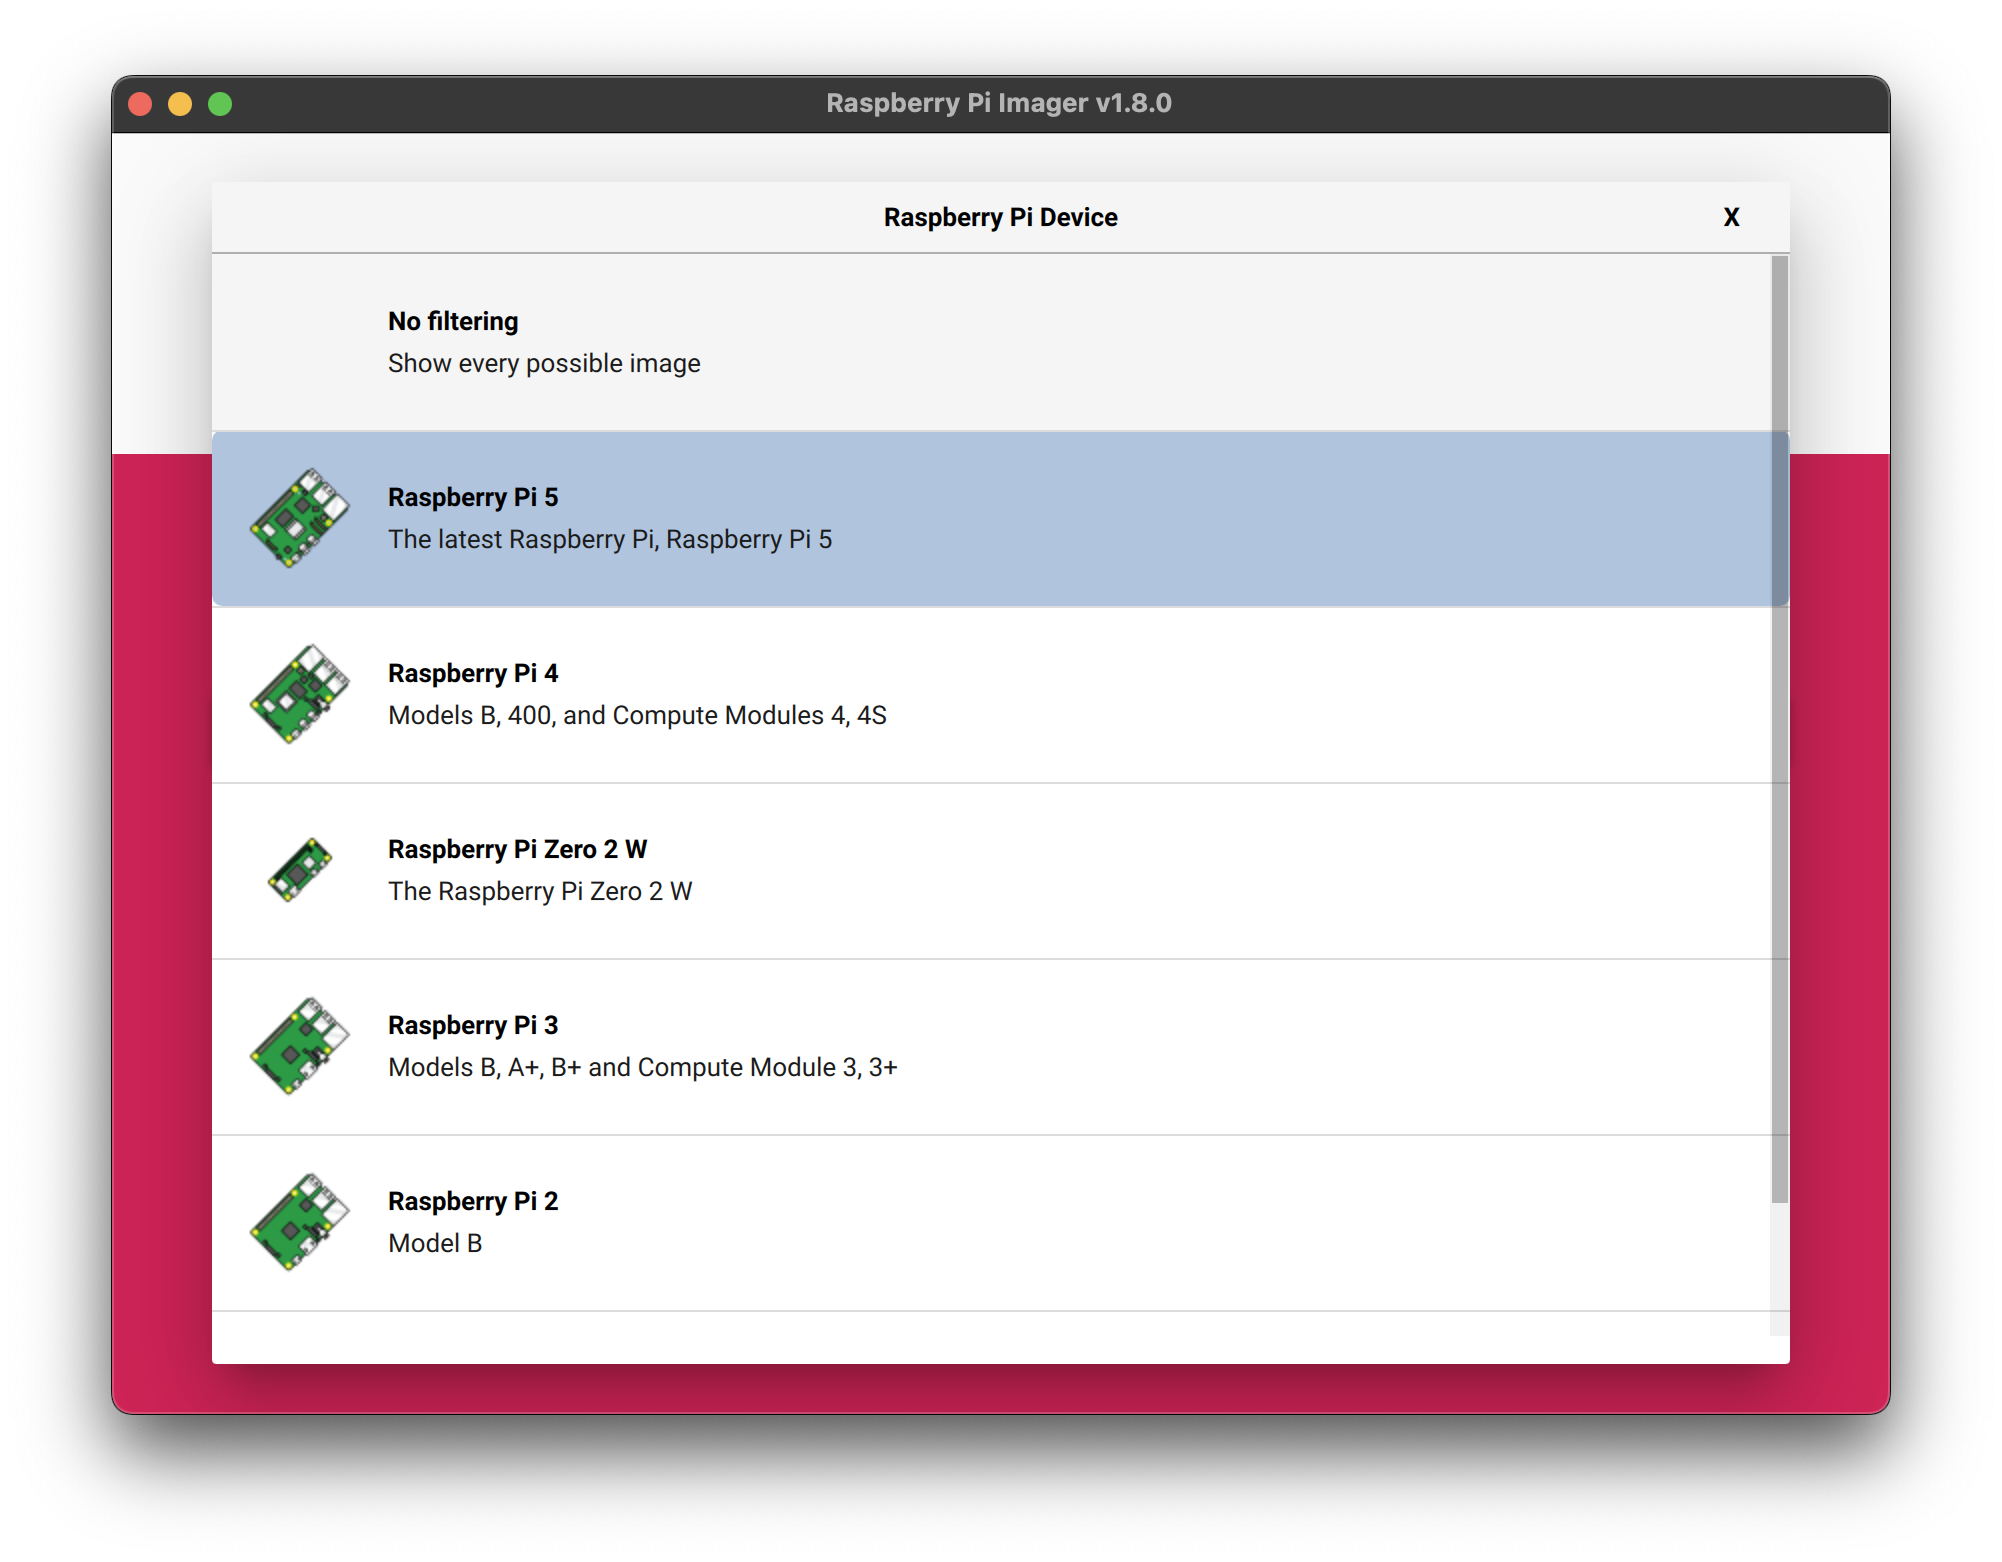 Raspberry Pi Imager v1.8.0
Raspberry Pi Device
X
No filtering
Show every possible image
Raspberry Pi 5
The latest Raspberry Pi, Raspberry Pi 5
Raspberry Pi 4
Models B, 400, and Compute Modules 4, 4S
Raspberry Pi Zero 2 W
The Raspberry Pi Zero 2 W
Raspberry Pi 3
Models B, A+, B+ and Compute Module 3, 3+
Raspberry Pi 2
Model B